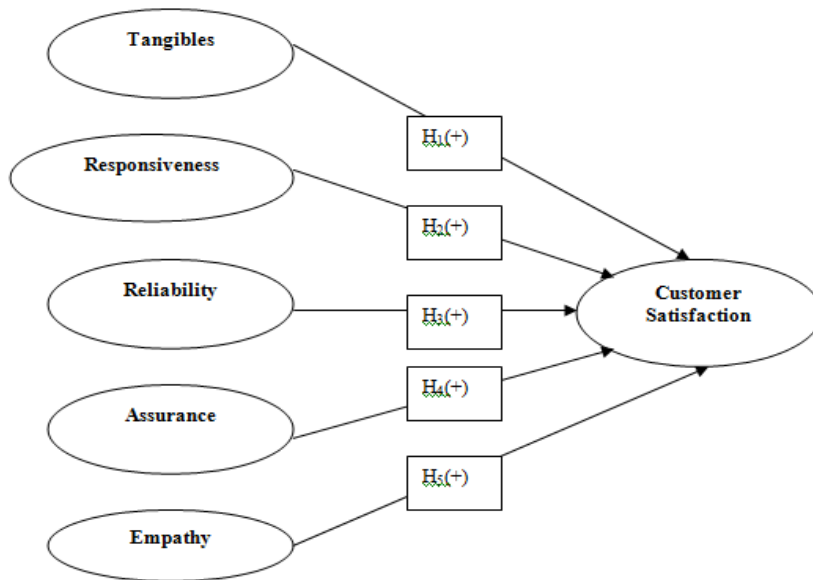 Tangibles
H₁(+)
Responsiveness
H₂(+)
Reliability
H₃(+)
Customer
Satisfaction
H₄(+)
Assurance
H₅(+)
Empathy